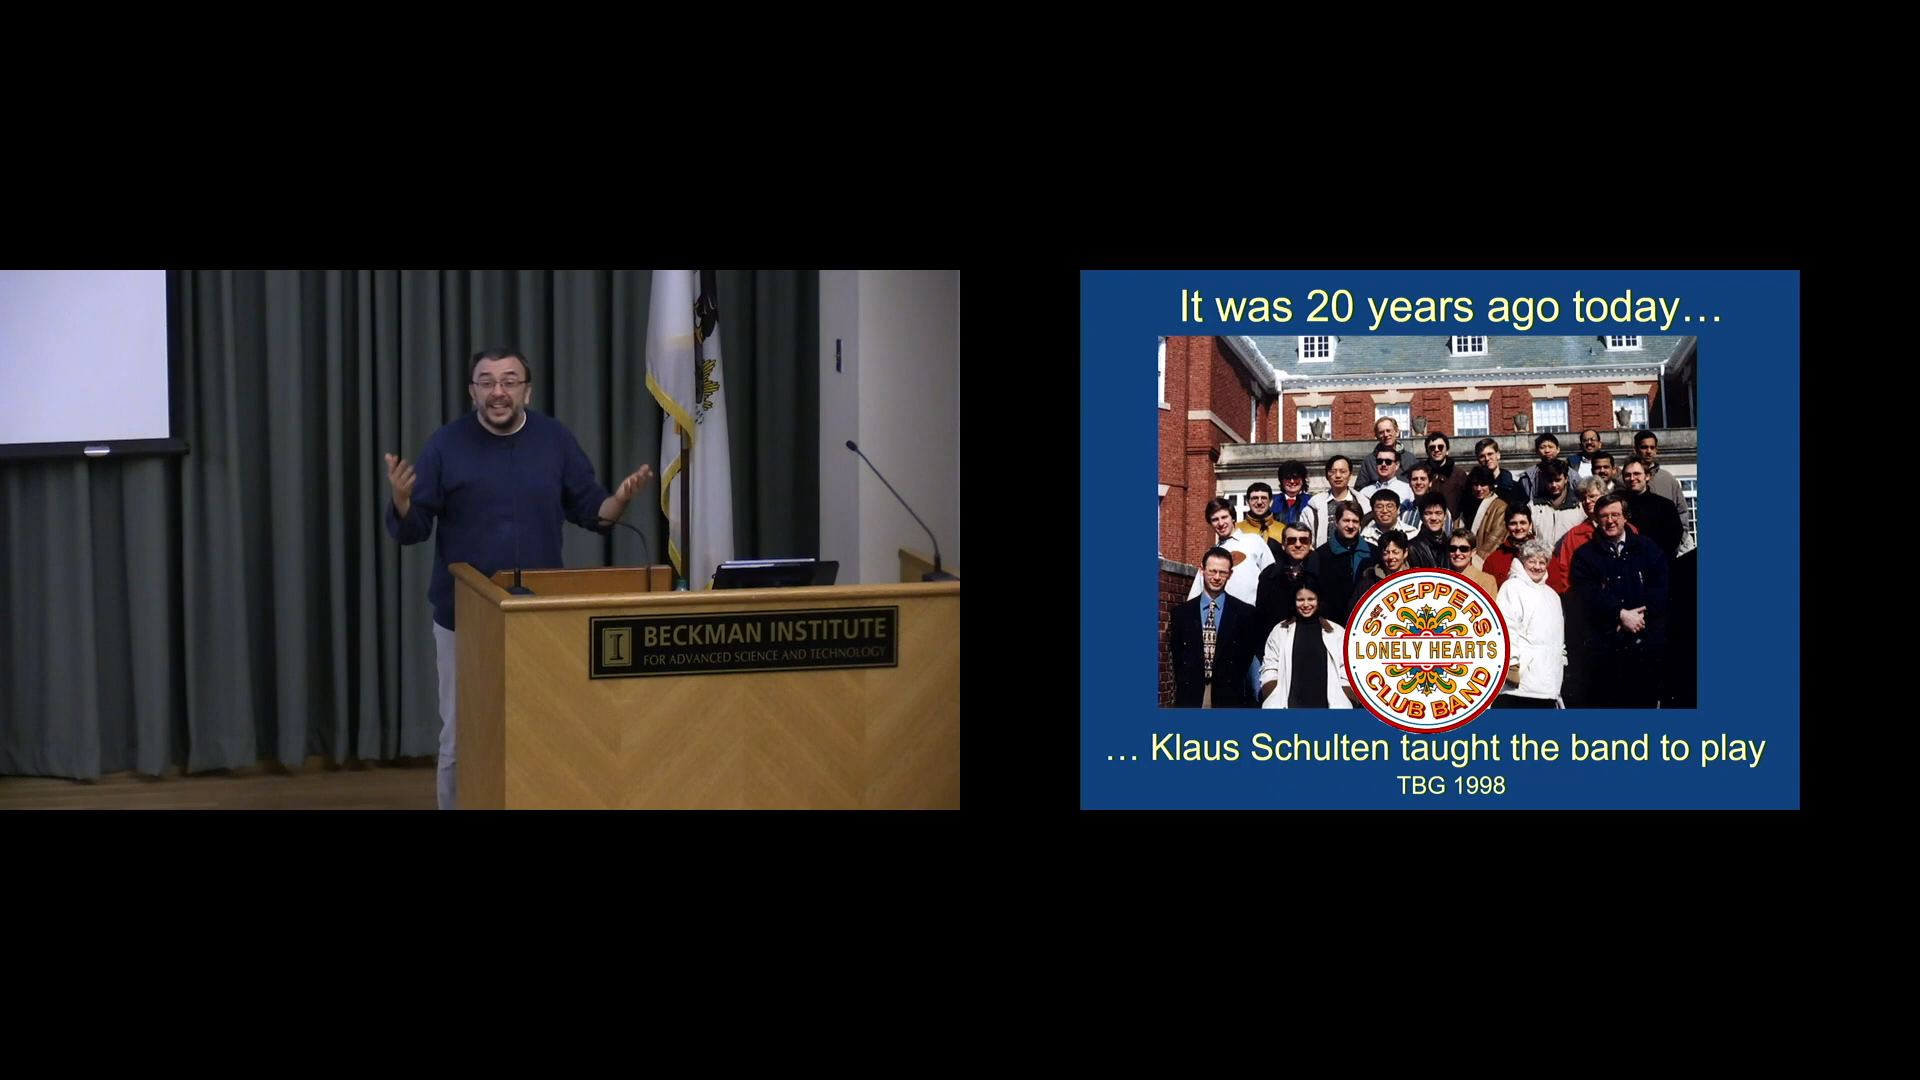 I
BECKMAN INSTITUTE
FOR ADVANCED SCIENCE AND TECHNOLOGY
It was 20 years ago today…
SGT. PEPPERS
LONELY HEARTS
CLUB BAND
… Klaus Schulten taught the band to play
TBG 1998